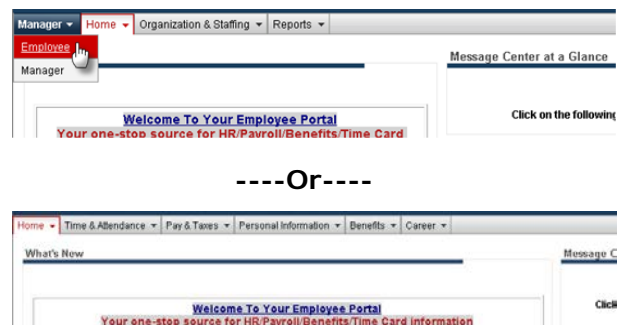 Manager Home Organization & Staffing Reports
Employee
Manager
Message Center at a Glance
Welcome To Your Employee Portal
Click on the following
Your one-stop source for HR/Payroll/Benefits/Time Card
----Or----
Home Time & Attendance Pay & Taxes Personal Information Benefits Career
What's New
Message C
Welcome To Your Employee Portal
Click
Your one-stop source for HR/Payroll/Benefits/Time Card information